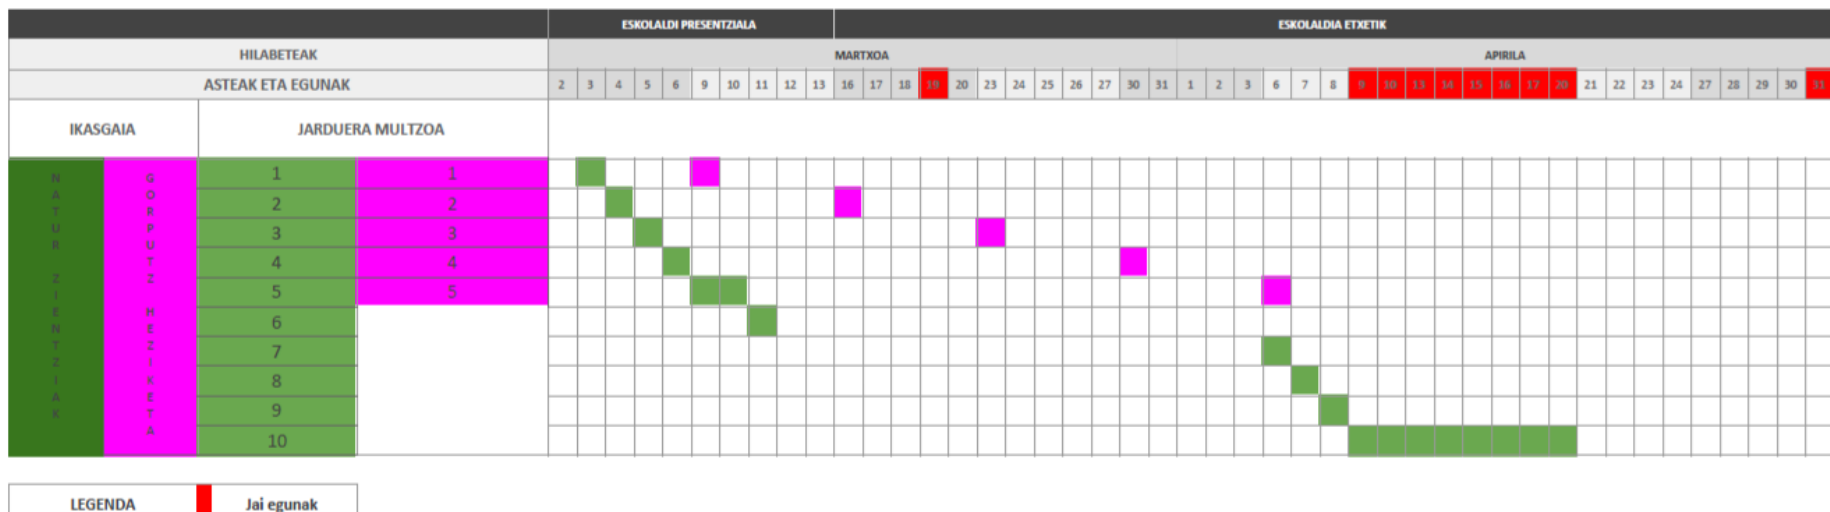 ESKOLALDI PRESENTZIALA ESKOLALDIA ETXETIK
HILABETEAK MARTXOA APIRILA
ASTEAK ETA EGUNAK 2 3 4 5 6 9 10 11 12 13 16 17 18 19 20 23 24 25 26 27 30 31 1 2 3 6 7 8 9 10 13 14 15 16 17 20 21 22 23 24 27 28 29 30 31
IKASGAIA JARDUERA MULTZOA
NATUR ZIENTZIAK
GORPUTZ HEZIKETA
1 1
2 2
3 3
4 4
5 5
6
7
8
9
10
LEGENDA Jai egunak